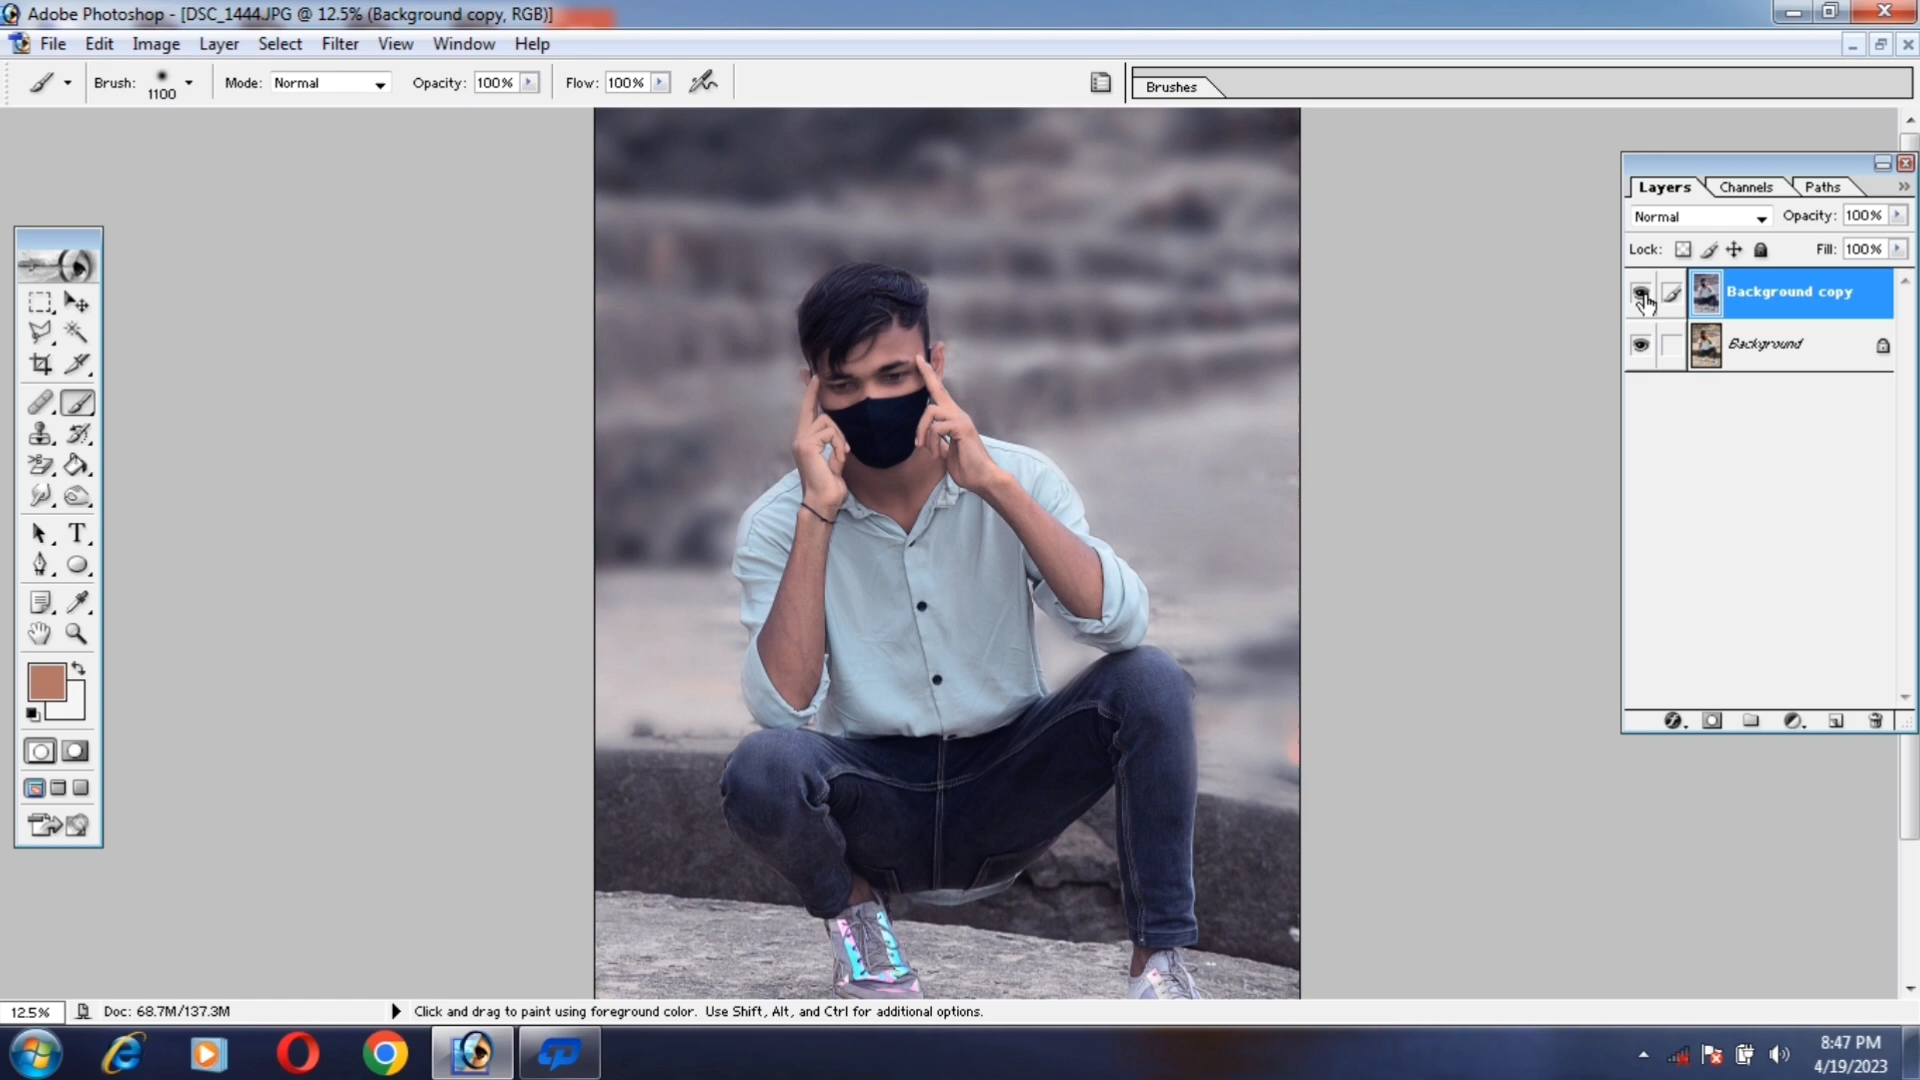 Adobe Photoshop - [DSC_1444.JPG @ 12.5% (Background copy, RGB)]
File Edit Image Layer Select Filter View Window Help
Brush: 1100 Mode: Normal Opacity: 100% Flow: 100% Brushes
Layers Channels Paths
Normal Opacity: 100%
Lock: Fill: 100%
Background copy
Background
12.5% Doc: 68.7M/137.3M Click and drag to paint using foreground color. Use Shift, Alt, and Ctrl for additional options.
8:47 PM
4/19/2023